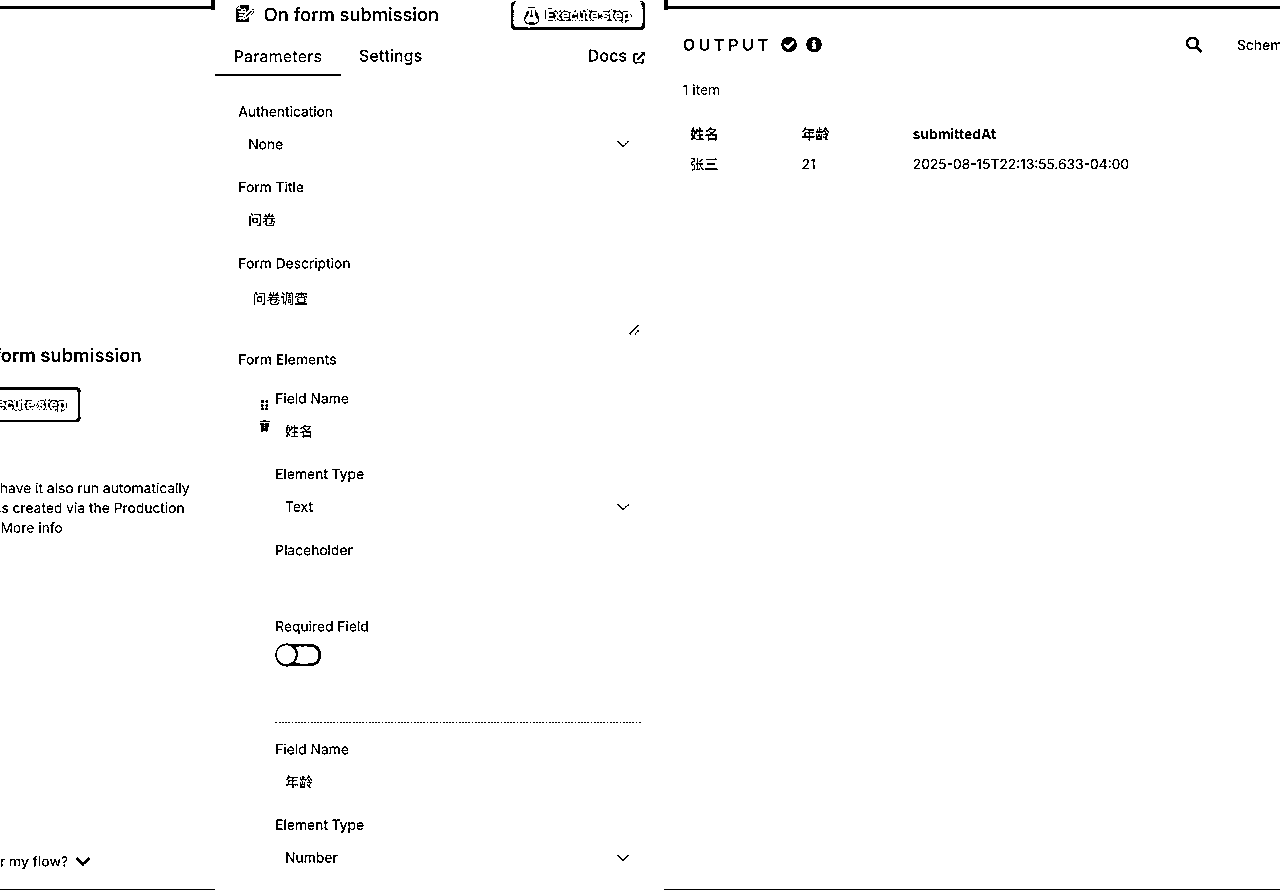 On form submission
Execute step
Parameters
Settings
Docs
Authentication
None
Form Title
问卷
Form Description
问卷调查
Form Elements
Field Name
姓名
Element Type
Text
Placeholder
Required Field
Field Name
年龄
Element Type
Number
form submission
step
have it also run automatically
created via the Production
More info
my flow?
OUTPUT
Schem
1 item
姓名 年龄 submittedAt
张三 21 2025-08-15T22:13:55.633-04:00